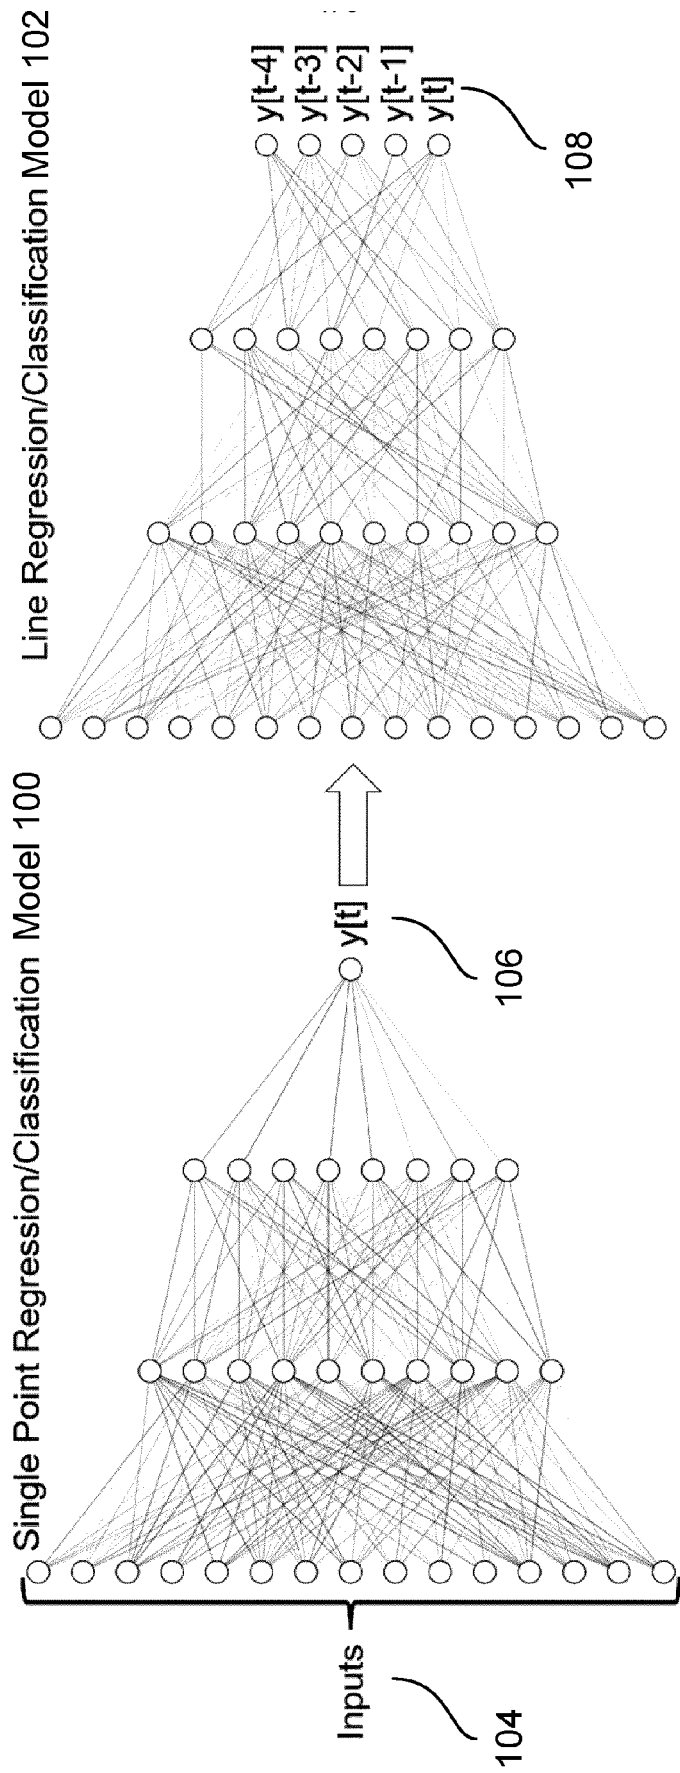 Single Point Regression/Classification Model 100
Line Regression/Classification Model 102
Inputs
104
y[t]
106
y[t-4]
y[t-3]
y[t-2]
y[t-1]
y[t]
108